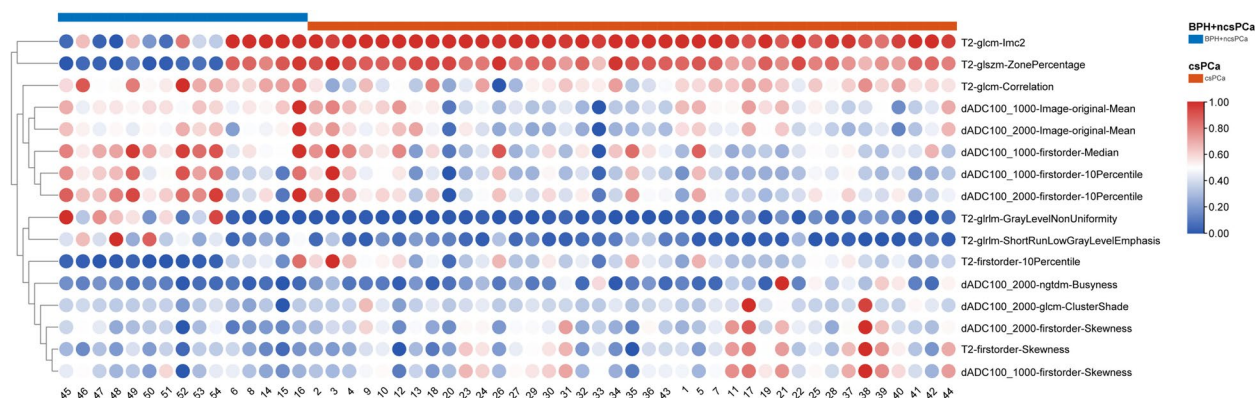 BPH+ncsPCa
BPH+ncsPCa
csPCa
csPCa
1.00
0.80
0.60
0.40
0.20
0.00
T2-glcm-Imc2
T2-glszm-ZonePercentage
T2-glcm-Correlation
dADC100_1000-Image-original-Mean
dADC100_2000-Image-original-Mean
dADC100_1000-firstorder-Median
dADC100_1000-firstorder-10Percentile
dADC100_2000-firstorder-10Percentile
T2-glrlm-GrayLevelNonUniformity
T2-glrlm-ShortRunLowGrayLevelEmphasis
T2-firstorder-10Percentile
dADC100_2000-ngtdm-Busyness
dADC100_2000-glcm-ClusterShade
dADC100_2000-firstorder-Skewness
T2-firstorder-Skewness
dADC100_1000-firstorder-Skewness
45 46 47 48 49 50 51 52 53 54 6 8 14 15 16 2 3 4 9 10 12 13 18 20 23 24 26 27 29 30 31 32 33 34 35 36 43 1 5 7 11 17 19 21 22 25 28 37 38 39 40 41 42 44